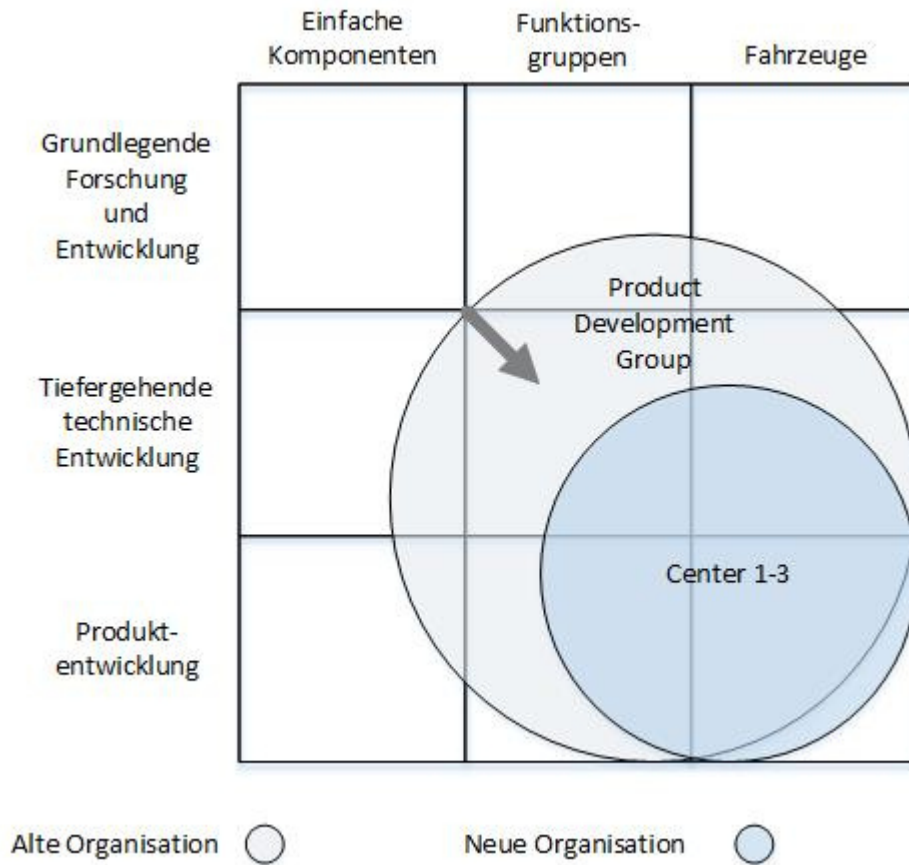 Einfache
Komponenten
Funktions-
gruppen
Fahrzeuge
Grundlegende
Forschung
und
Entwicklung
Product
Development
Group
Tiefergehende
technische
Entwicklung
Center 1-3
Produkt-
entwicklung
Alte Organisation
Neue Organisation